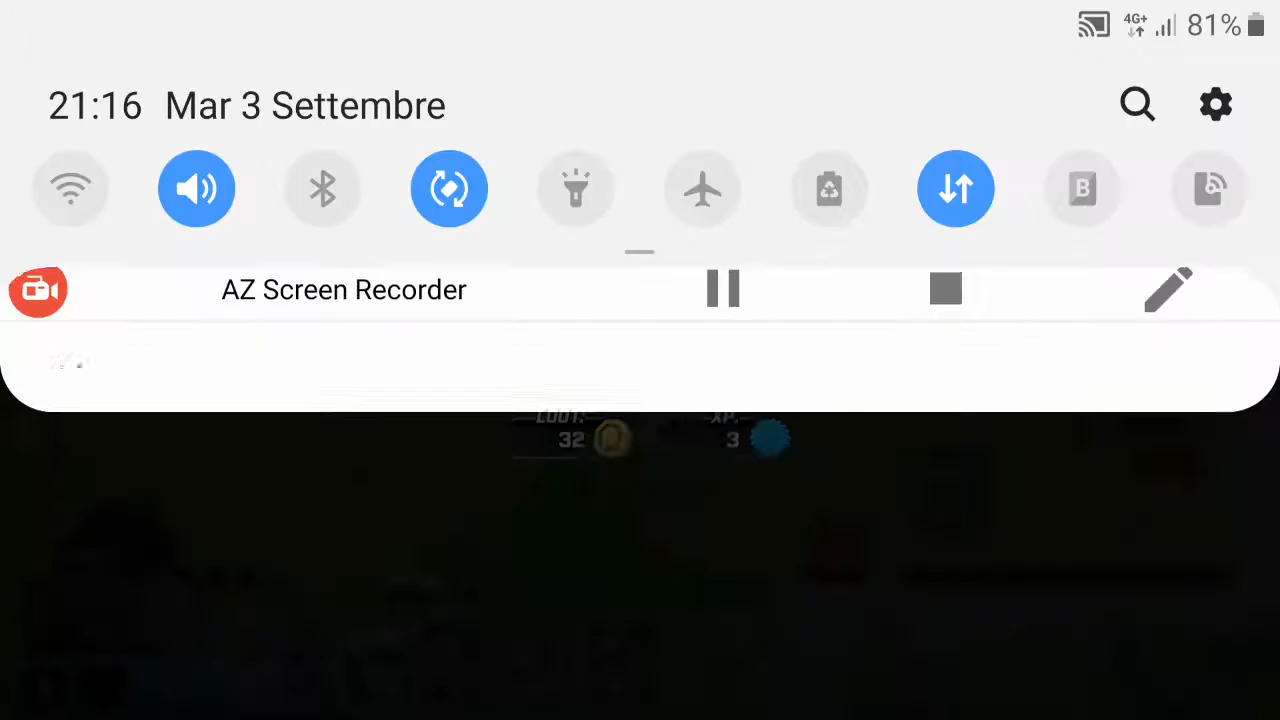 4G+ 81%
21:16 Mar 3 Settembre
B
AZ Screen Recorder
LOOT: XP:
32 3